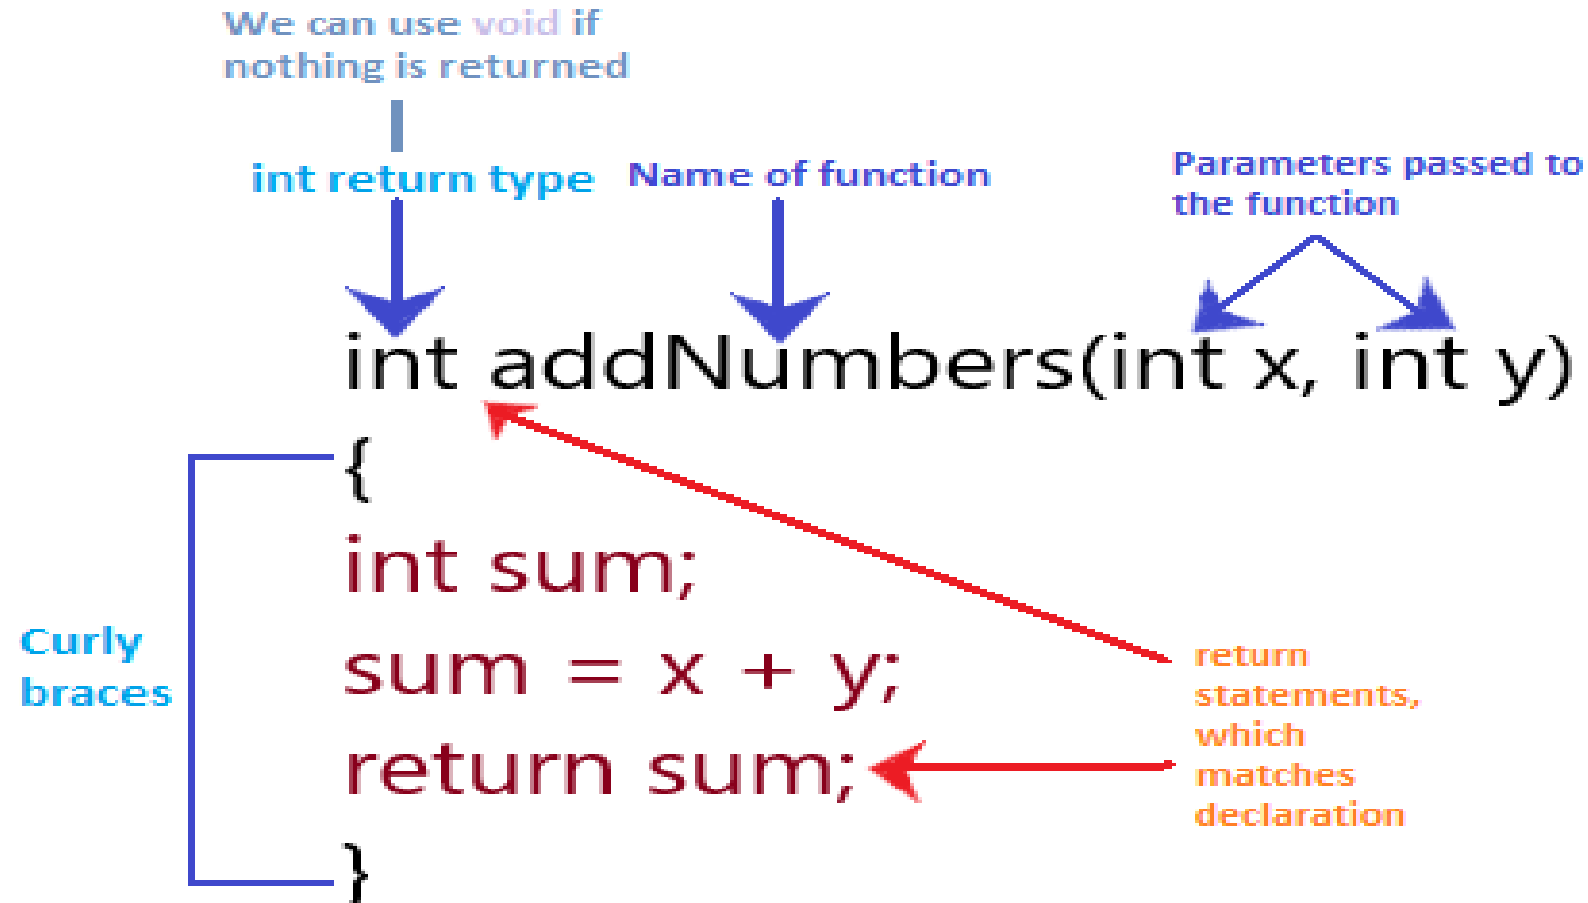 We can use void if
nothing is returned
int return type
Name of function
Parameters passed to
the function
int addNumbers(int x, int y)
{
int sum;
sum = x + y;
return sum;
}
Curly
braces
return
statements,
which
matches
declaration